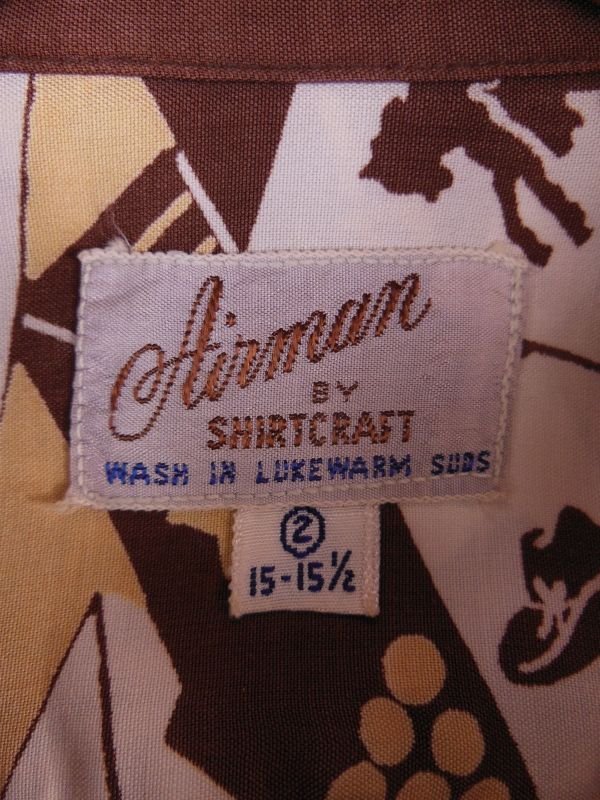 Airman
BY
SHIRTCRAFT
WASH IN LUKEWARM SUDS
2
15-15½